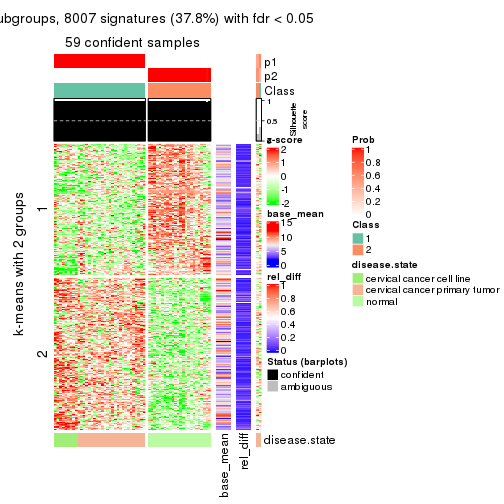 ubgroups, 8007 signatures (37.8%) with fdr < 0.05
59 confident samples
p1
p2
Class
1
0.5
0
Silhouette
score
k-means with 2 groups
1
2
z-score
2
1
0
-1
-2
base_mean
15
10
5
0
rel_diff
1
0.8
0.6
0.4
0.2
0
Status (barplots)
confident
ambiguous
Prob
1
0.8
0.6
0.4
0.2
0
Class
1
2
disease.state
cervical cancer cell line
cervical cancer primary tumor
normal
disease.state
base_mean
rel_diff